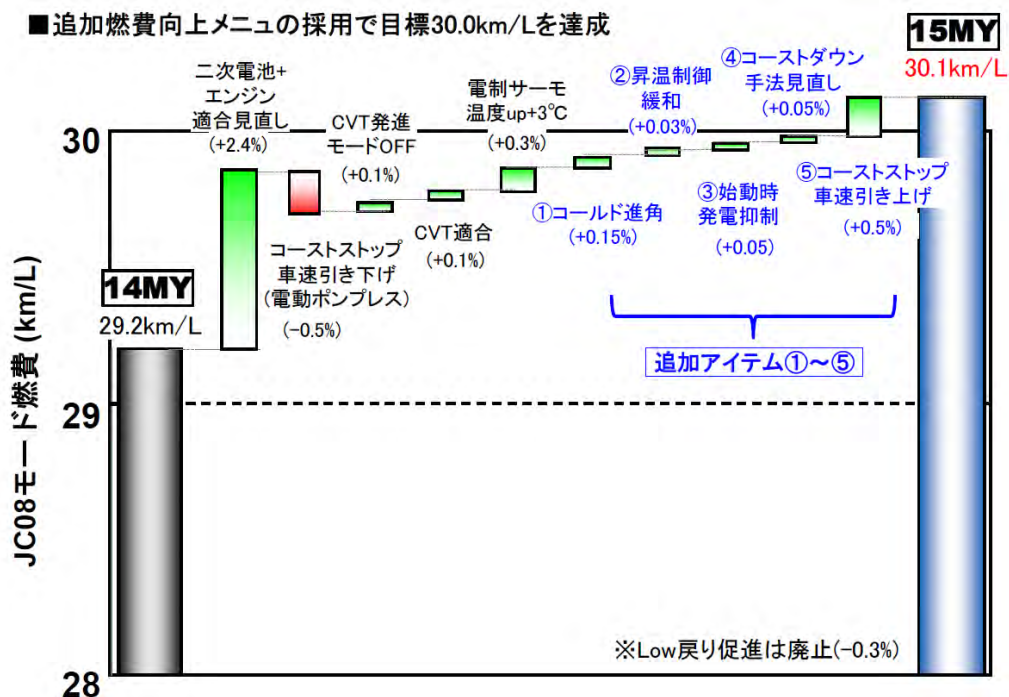 ■追加燃費向上メニューの採用で目標30.0km/Lを達成
15MY
30.1km/L
二次電池+
エンジン
適合見直し
(+2.4%)
CVT発進
モードOFF
(+0.1%)
電制サーモ
温度up+3℃
(+0.3%)
②昇温制御
緩和
(+0.03%)
④コーストダウン
手法見直し
(+0.05%)
コーストストップ
車速引き下げ
(電動ポンプレス)
(−0.5%)
CVT適合
(+0.1%)
①コールド進角
(+0.15%)
③始動時
発電抑制
(+0.05)
⑤コーストストップ
車速引き上げ
(+0.5%)
14MY
29.2km/L
追加アイテム①～⑤
JC08モード燃費 (km/L)
30
29
28
※Low戻り促進は廃止(−0.3%)